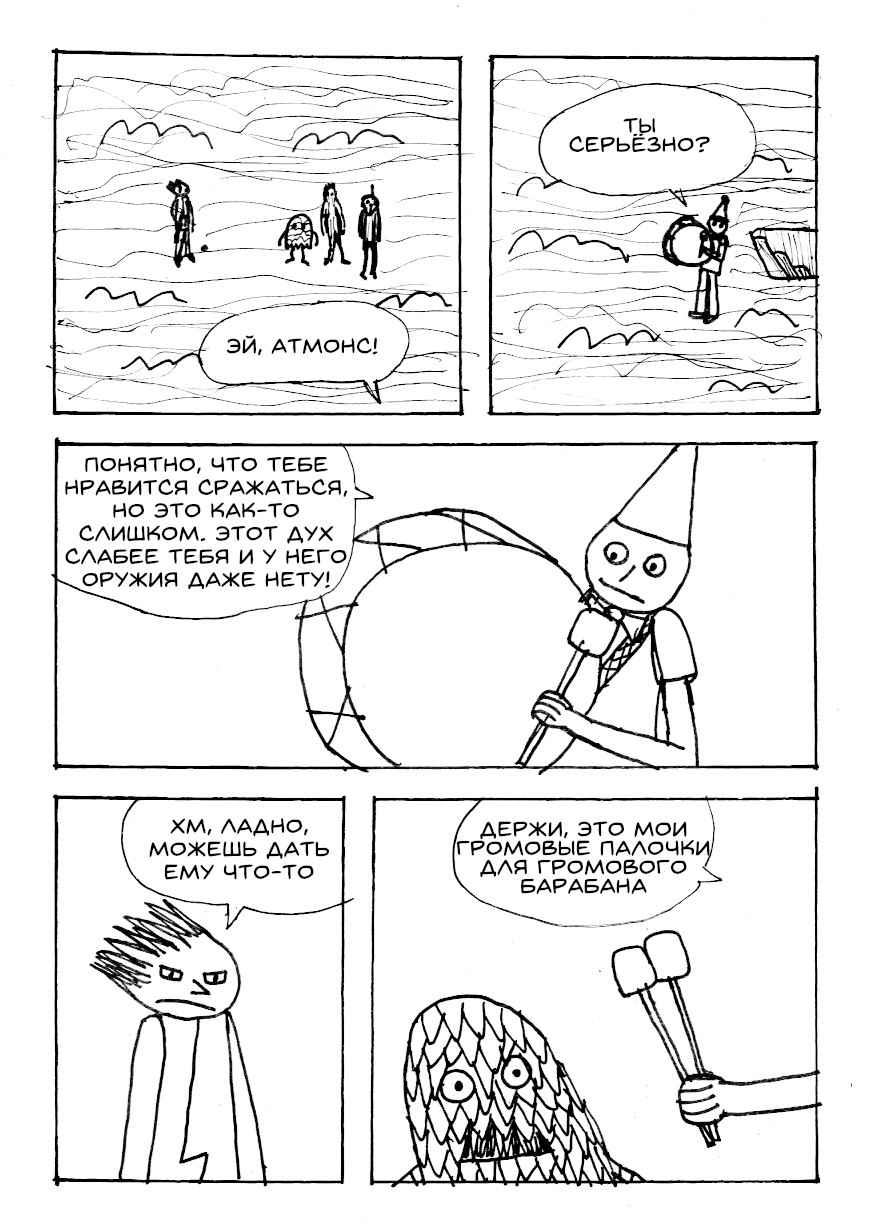 ЭЙ, АТМОНС!
ТЫ
СЕРЬЁЗНО?
ПОНЯТНО, ЧТО ТЕБЕ
НРАВИТСЯ СРАЖАТЬСЯ,
НО ЭТО КАК-ТО
СЛИШКОМ. ЭТОТ ДУХ
СЛАБЕЕ ТЕБЯ И У НЕГО
ОРУЖИЯ ДАЖЕ НЕТУ!
ХМ, ЛАДНО,
МОЖЕШЬ ДАТЬ
ЕМУ ЧТО-ТО
ДЕРЖИ, ЭТО МОИ
ГРОМОВЫЕ ПАЛОЧКИ
ДЛЯ ГРОМОВОГО
БАРАБАНА